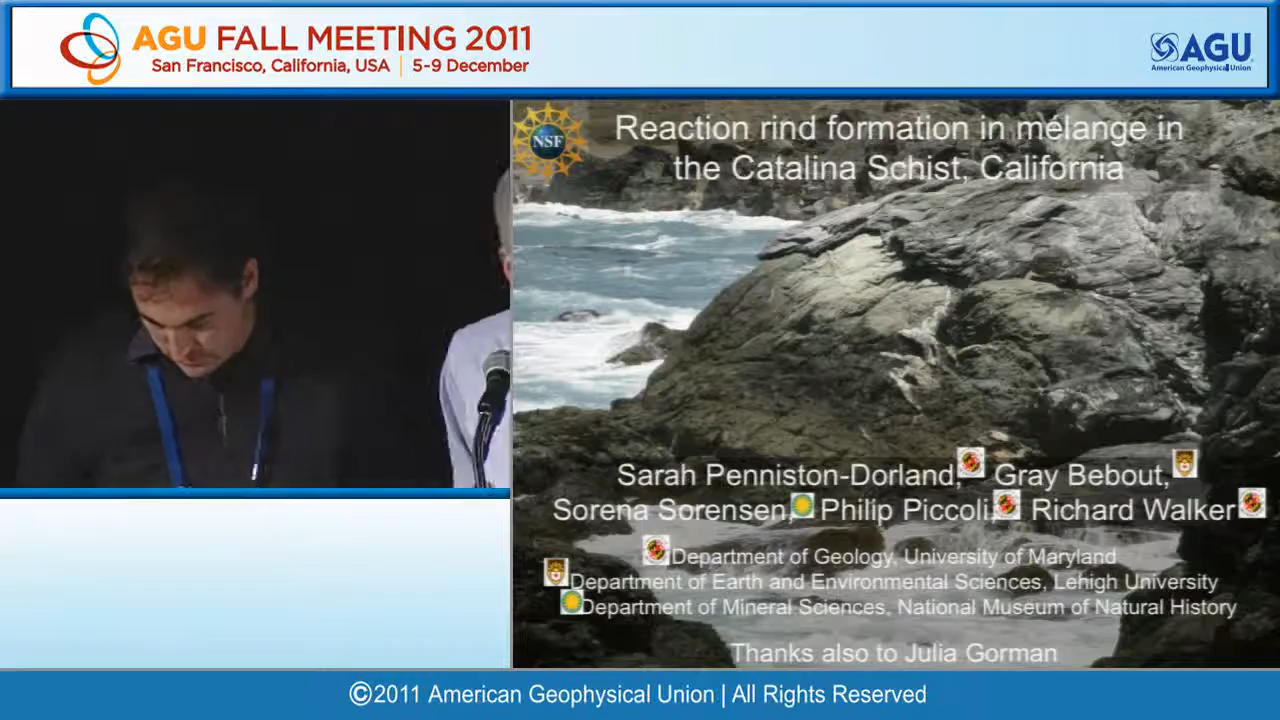 AGU FALL MEETING 2011
San Francisco, California, USA | 5-9 December
AGU
American Geophysical Union
NSF
Reaction rind formation in mélange in
the Catalina Schist, California
Sarah Penniston-Dorland, Gray Bebout,
Sorena Sorensen, Philip Piccoli, Richard Walker
Department of Geology, University of Maryland
Department of Earth and Environmental Sciences, Lehigh University
Department of Mineral Sciences, National Museum of Natural History
Thanks also to Julia Gorman
©2011 American Geophysical Union | All Rights Reserved